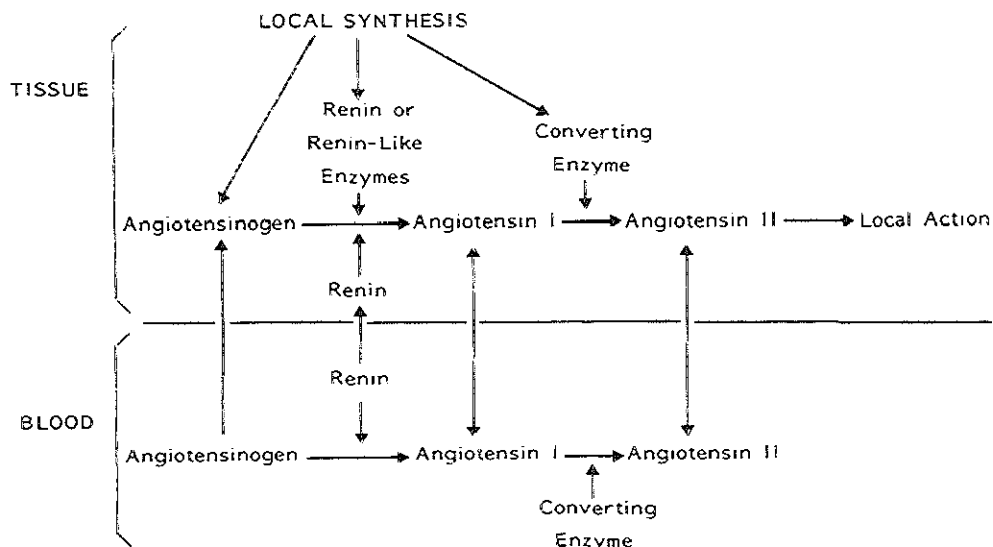 LOCAL SYNTHESIS
TISSUE
Renin or
Renin-Like
Enzymes
Converting
Enzyme
Angiotensinogen
Angiotensin I
Angiotensin II
Local Action
Renin
Renin
BLOOD
Angiotensinogen
Angiotensin I
Angiotensin II
Converting
Enzyme